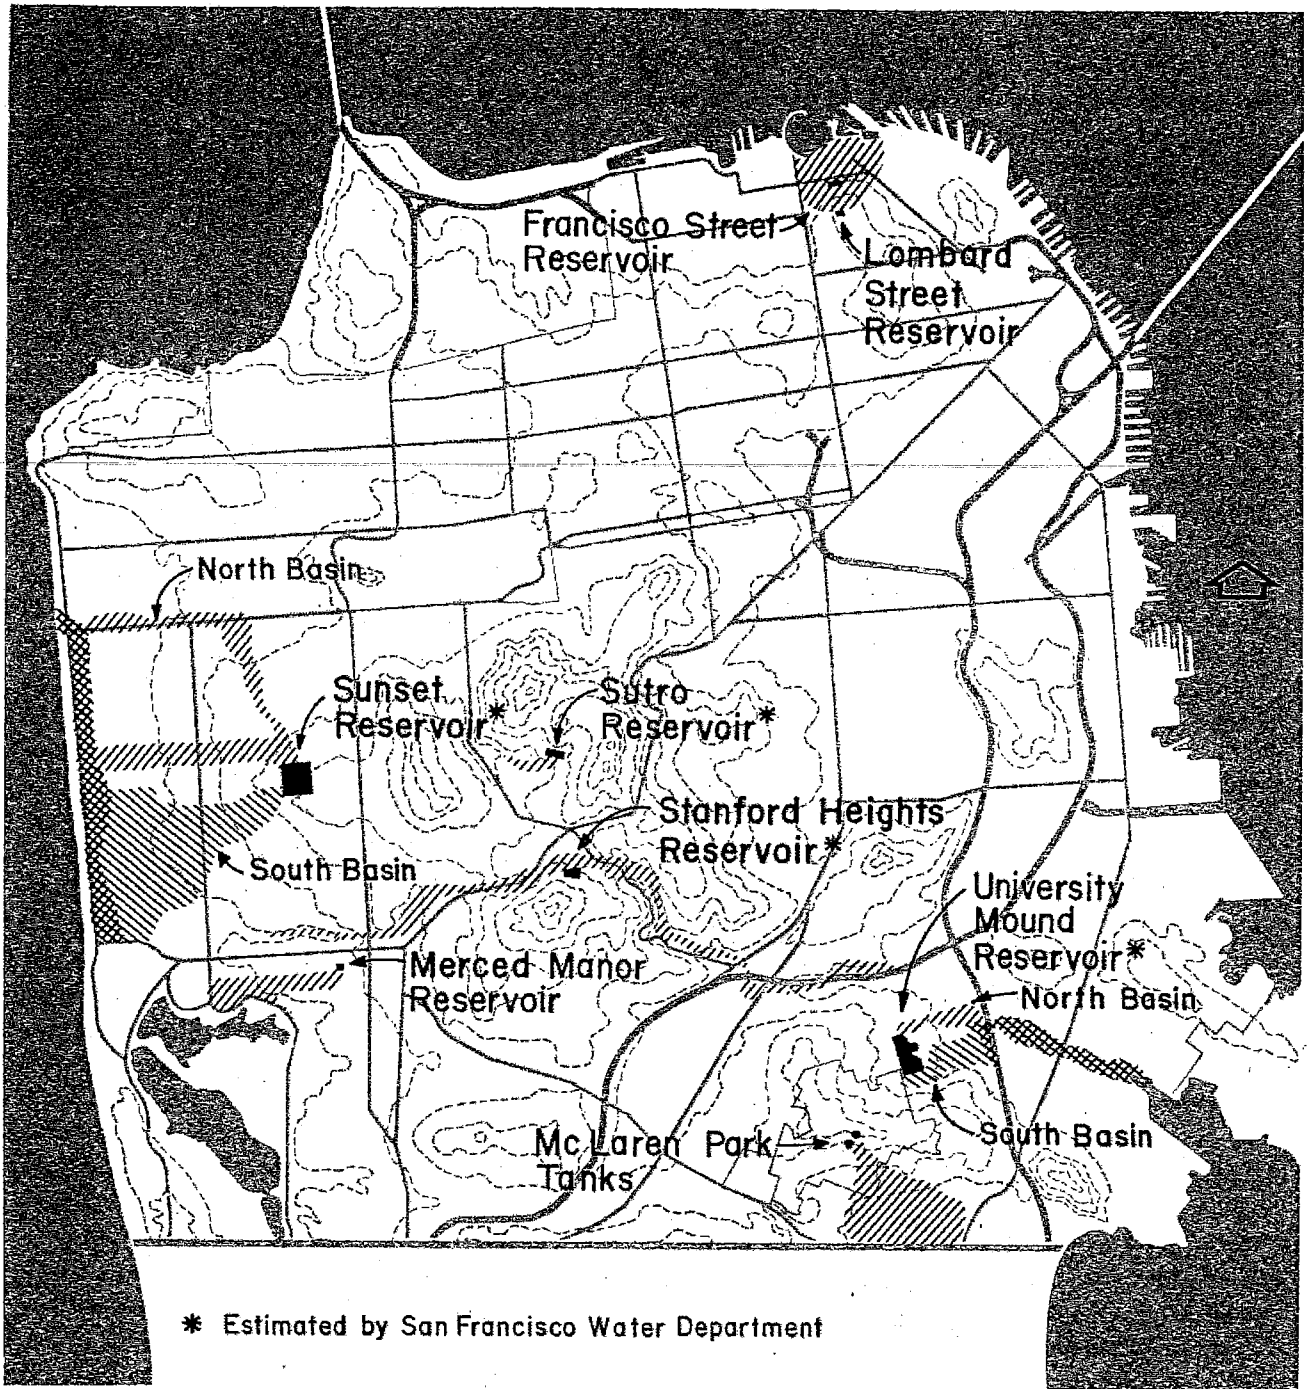 Francisco Street
Reservoir
Lombard
Street
Reservoir
North Basin
Sunset
Reservoir*
Sutro
Reservoir*
Stanford Heights
Reservoir*
South Basin
University
Mound
Reservoir*
Merced Manor
Reservoir
North Basin
South Basin
Mc Laren Park
Tanks
* Estimated by San Francisco Water Department